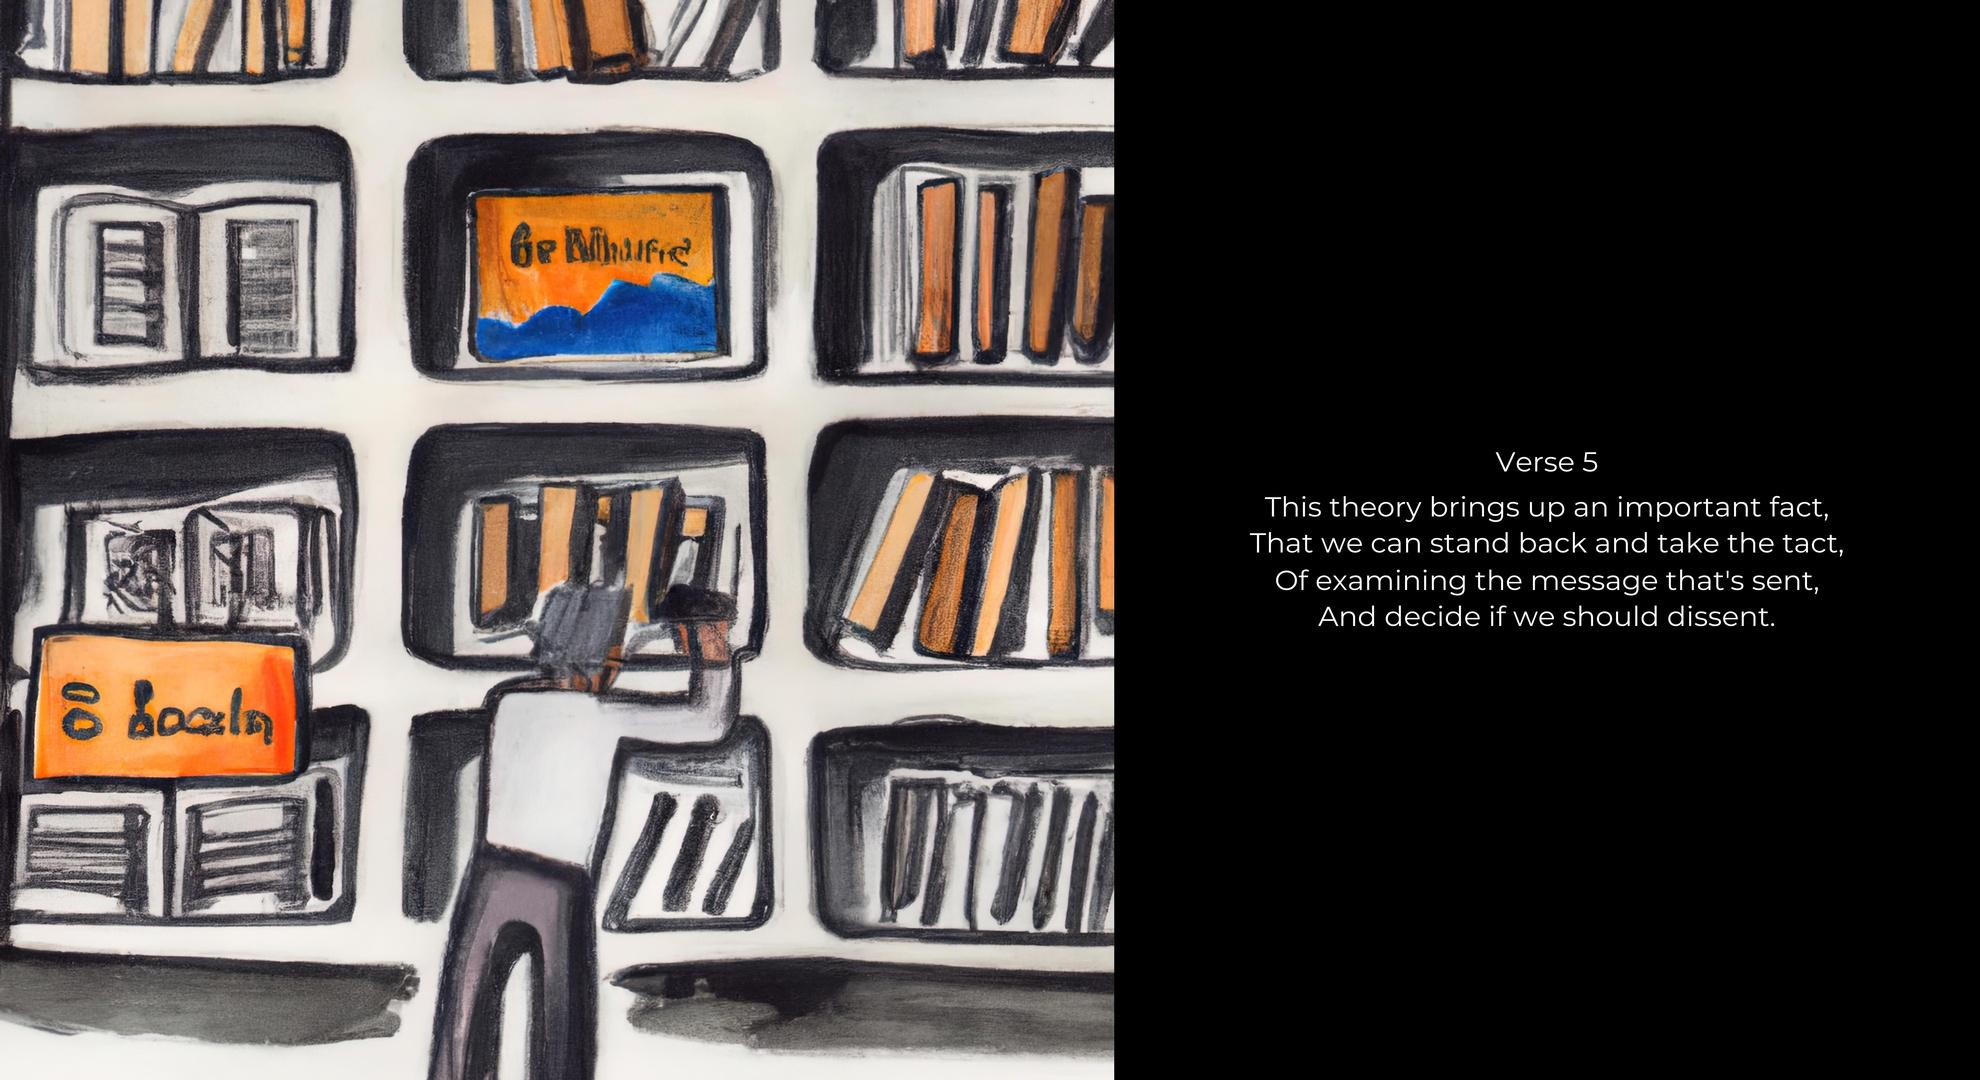 Verse 5
This theory brings up an important fact,
That we can stand back and take the tact,
Of examining the message that's sent,
And decide if we should dissent.